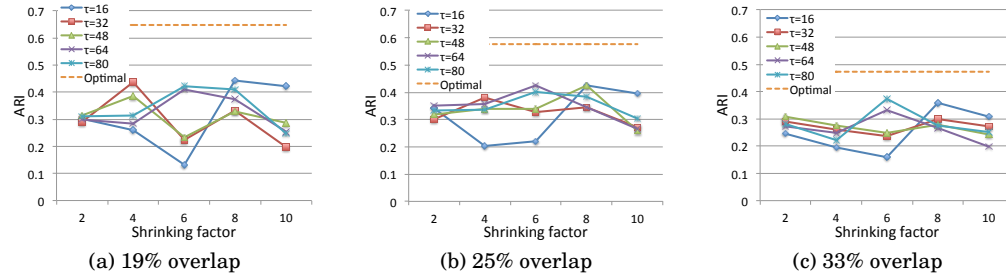 0.7
0.6
0.5
0.4
0.3
0.2
0.1
0
ARI
2 4 6 8 10
Shrinking factor
τ=16
τ=32
τ=48
τ=64
τ=80
Optimal
(a) 19% overlap
0.7
0.6
0.5
0.4
0.3
0.2
0.1
0
ARI
2 4 6 8 10
Shrinking factor
τ=16
τ=32
τ=48
τ=64
τ=80
Optimal
(b) 25% overlap
0.7
0.6
0.5
0.4
0.3
0.2
0.1
0
ARI
2 4 6 8 10
Shrinking factor
τ=16
τ=32
τ=48
τ=64
τ=80
Optimal
(c) 33% overlap